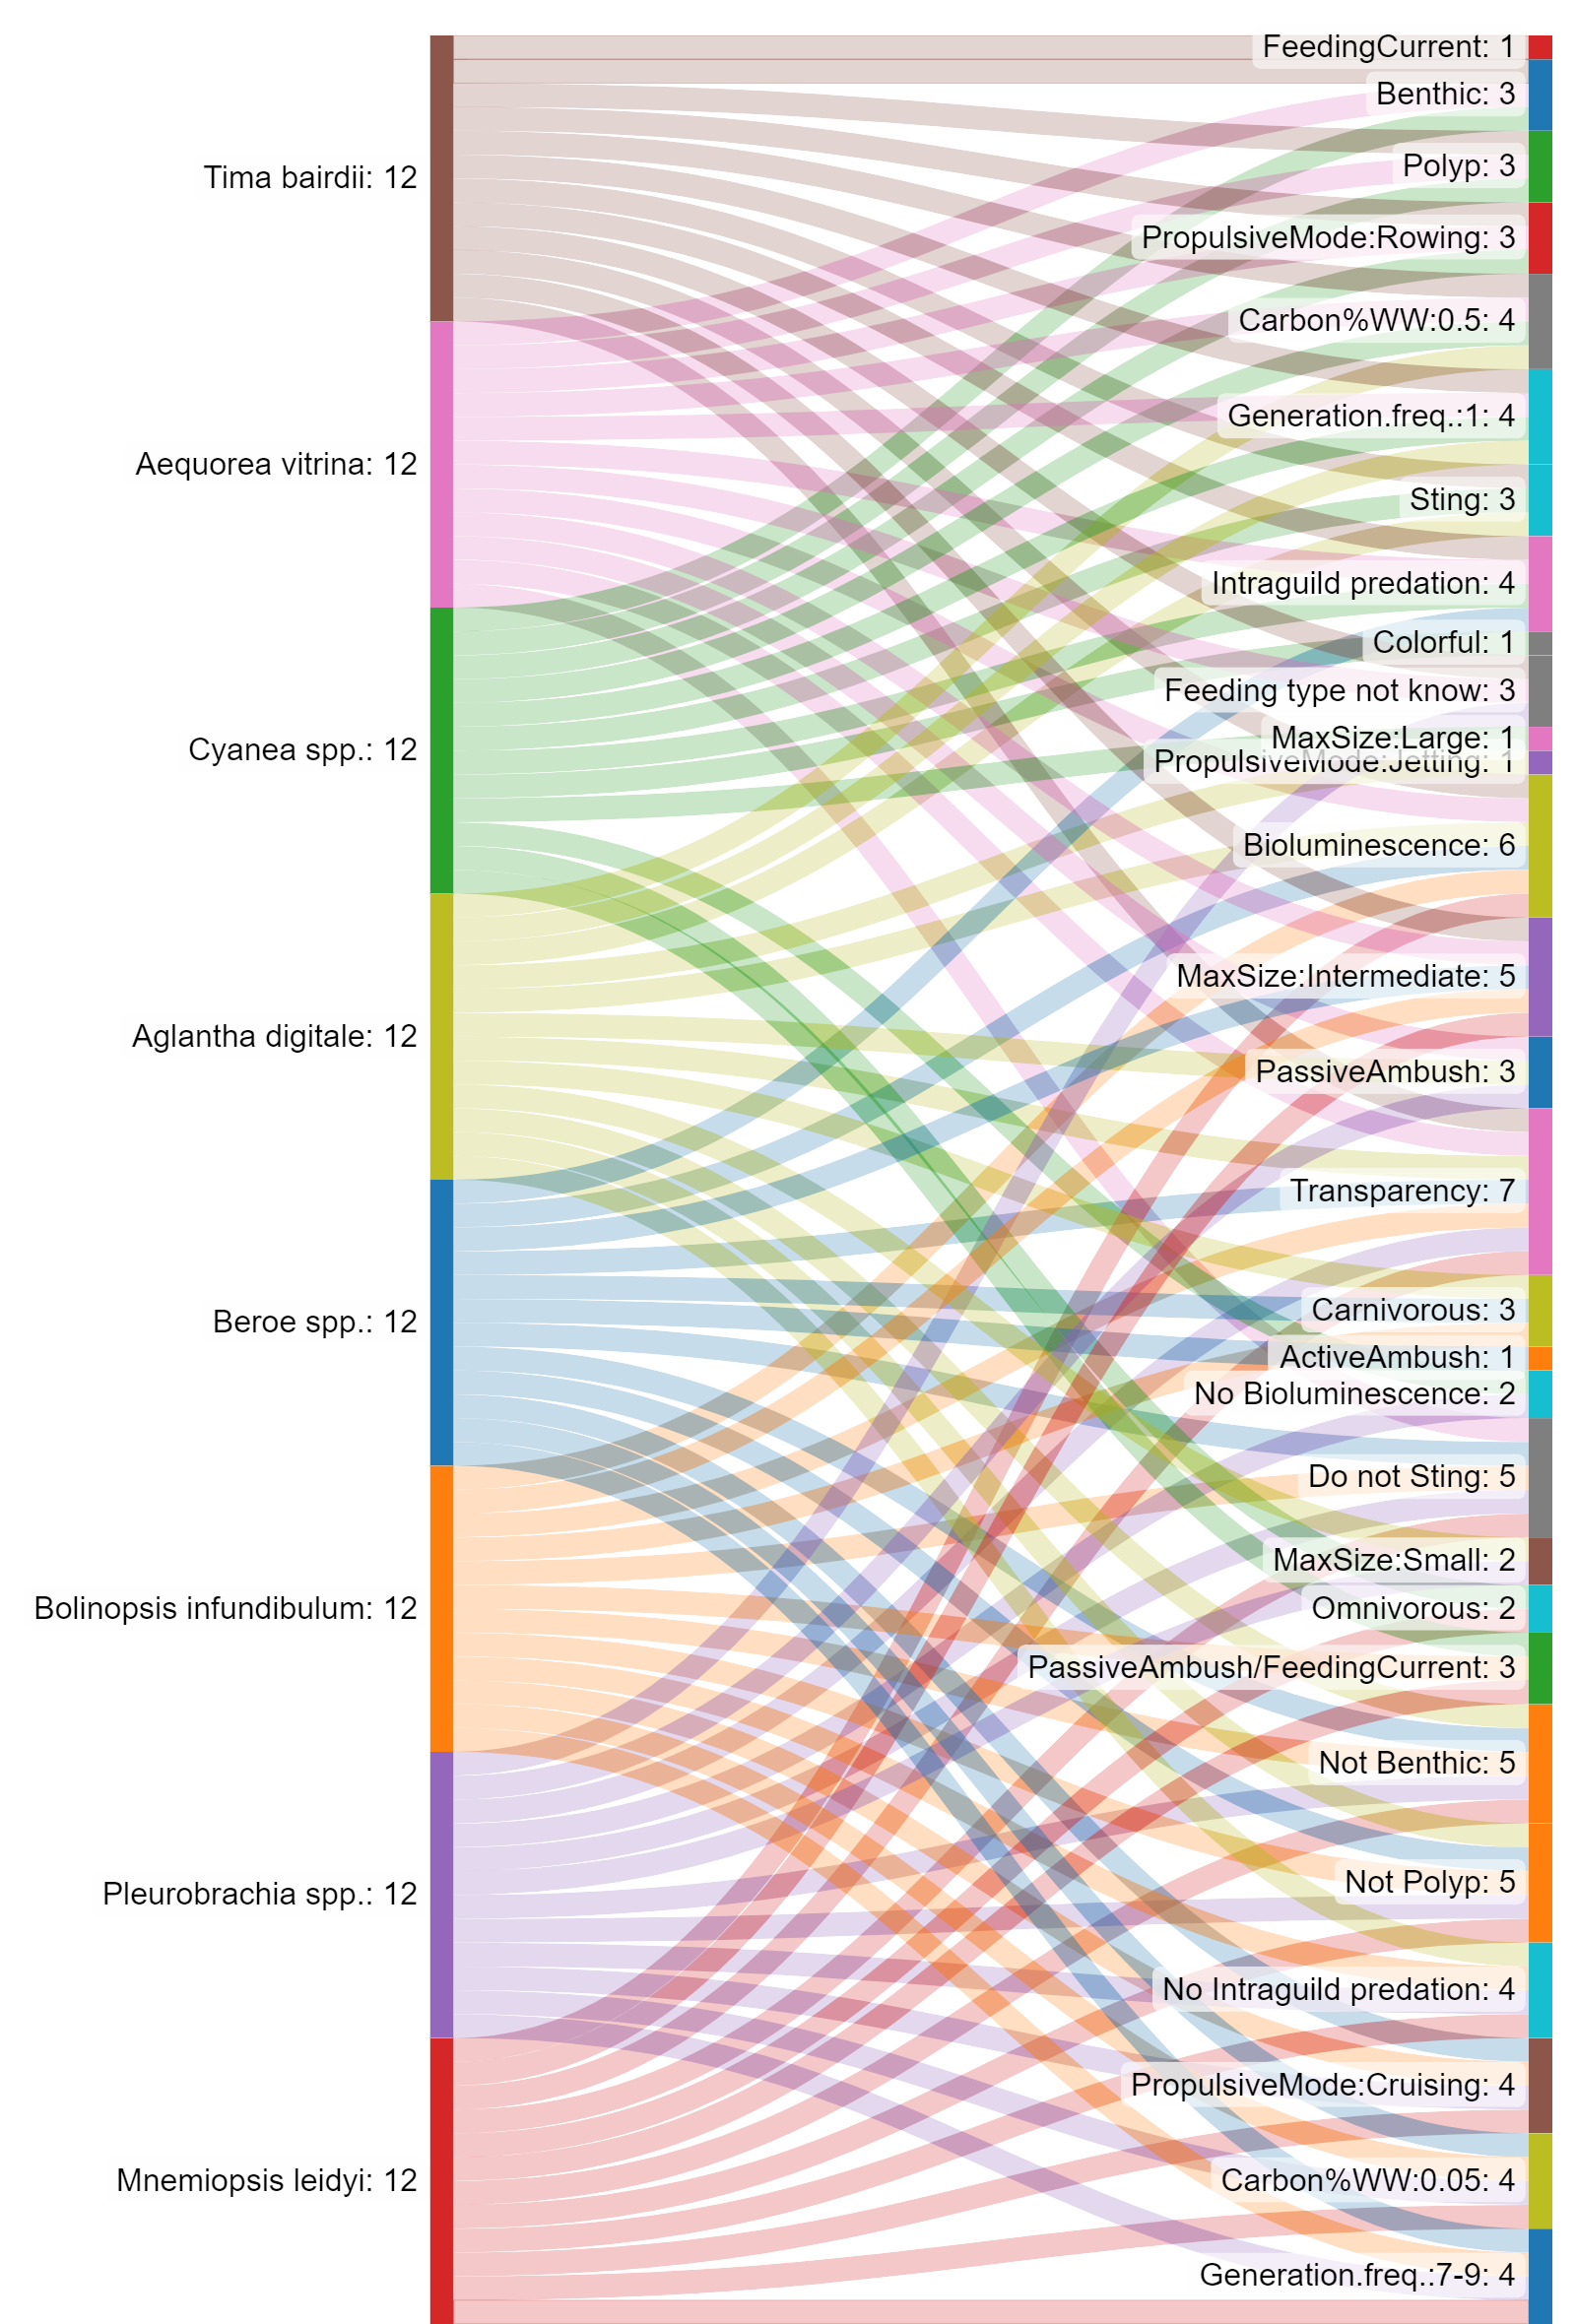 Tima bairdii: 12
Aequorea vitrina: 12
Cyanea spp.: 12
Aglantha digitale: 12
Beroe spp.: 12
Bolinopsis infundibulum: 12
Pleurobrachia spp.: 12
Mnemiopsis leidyi: 12
FeedingCurrent: 1
Benthic: 3
Polyp: 3
PropulsiveMode:Rowing: 3
Carbon%WW:0.5: 4
Generation.freq.:1: 4
Sting: 3
Intraguild predation: 4
Colorful: 1
Feeding type not know: 3
MaxSize:Large: 1
PropulsiveMode:Jetting: 1
Bioluminescence: 6
MaxSize:Intermediate: 5
PassiveAmbush: 3
Transparency: 7
Carnivorous: 3
ActiveAmbush: 1
No Bioluminescence: 2
Do not Sting: 5
MaxSize:Small: 2
Omnivorous: 2
PassiveAmbush/FeedingCurrent: 3
Not Benthic: 5
Not Polyp: 5
No Intraguild predation: 4
PropulsiveMode:Cruising: 4
Carbon%WW:0.05: 4
Generation.freq.:7-9: 4